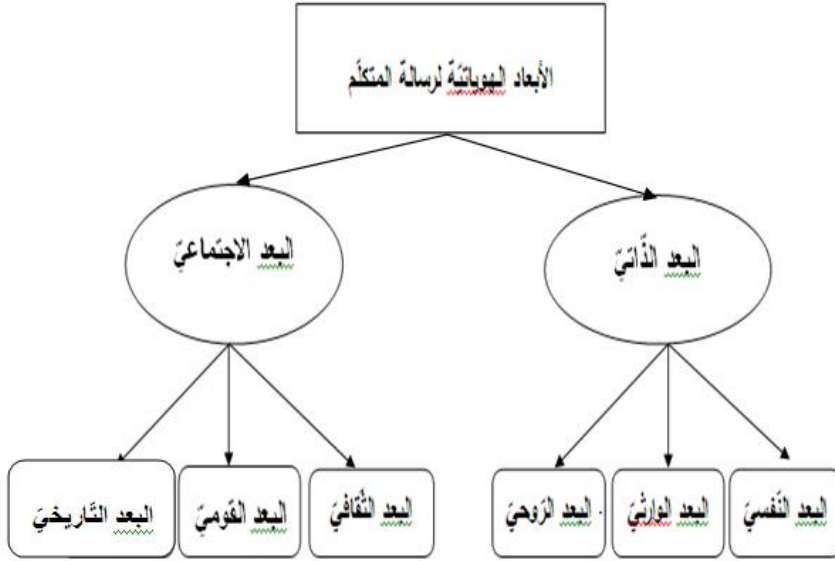 الأبعاد الهوياتيّة لرسالة المتكلّم
البعد الذّاتيّ
البعد الاجتماعيّ
البعد النّفسيّ
البعد الوارثيّ
البعد الرّوحيّ
البعد الثّقافيّ
البعد القوميّ
البعد التّاريخيّ